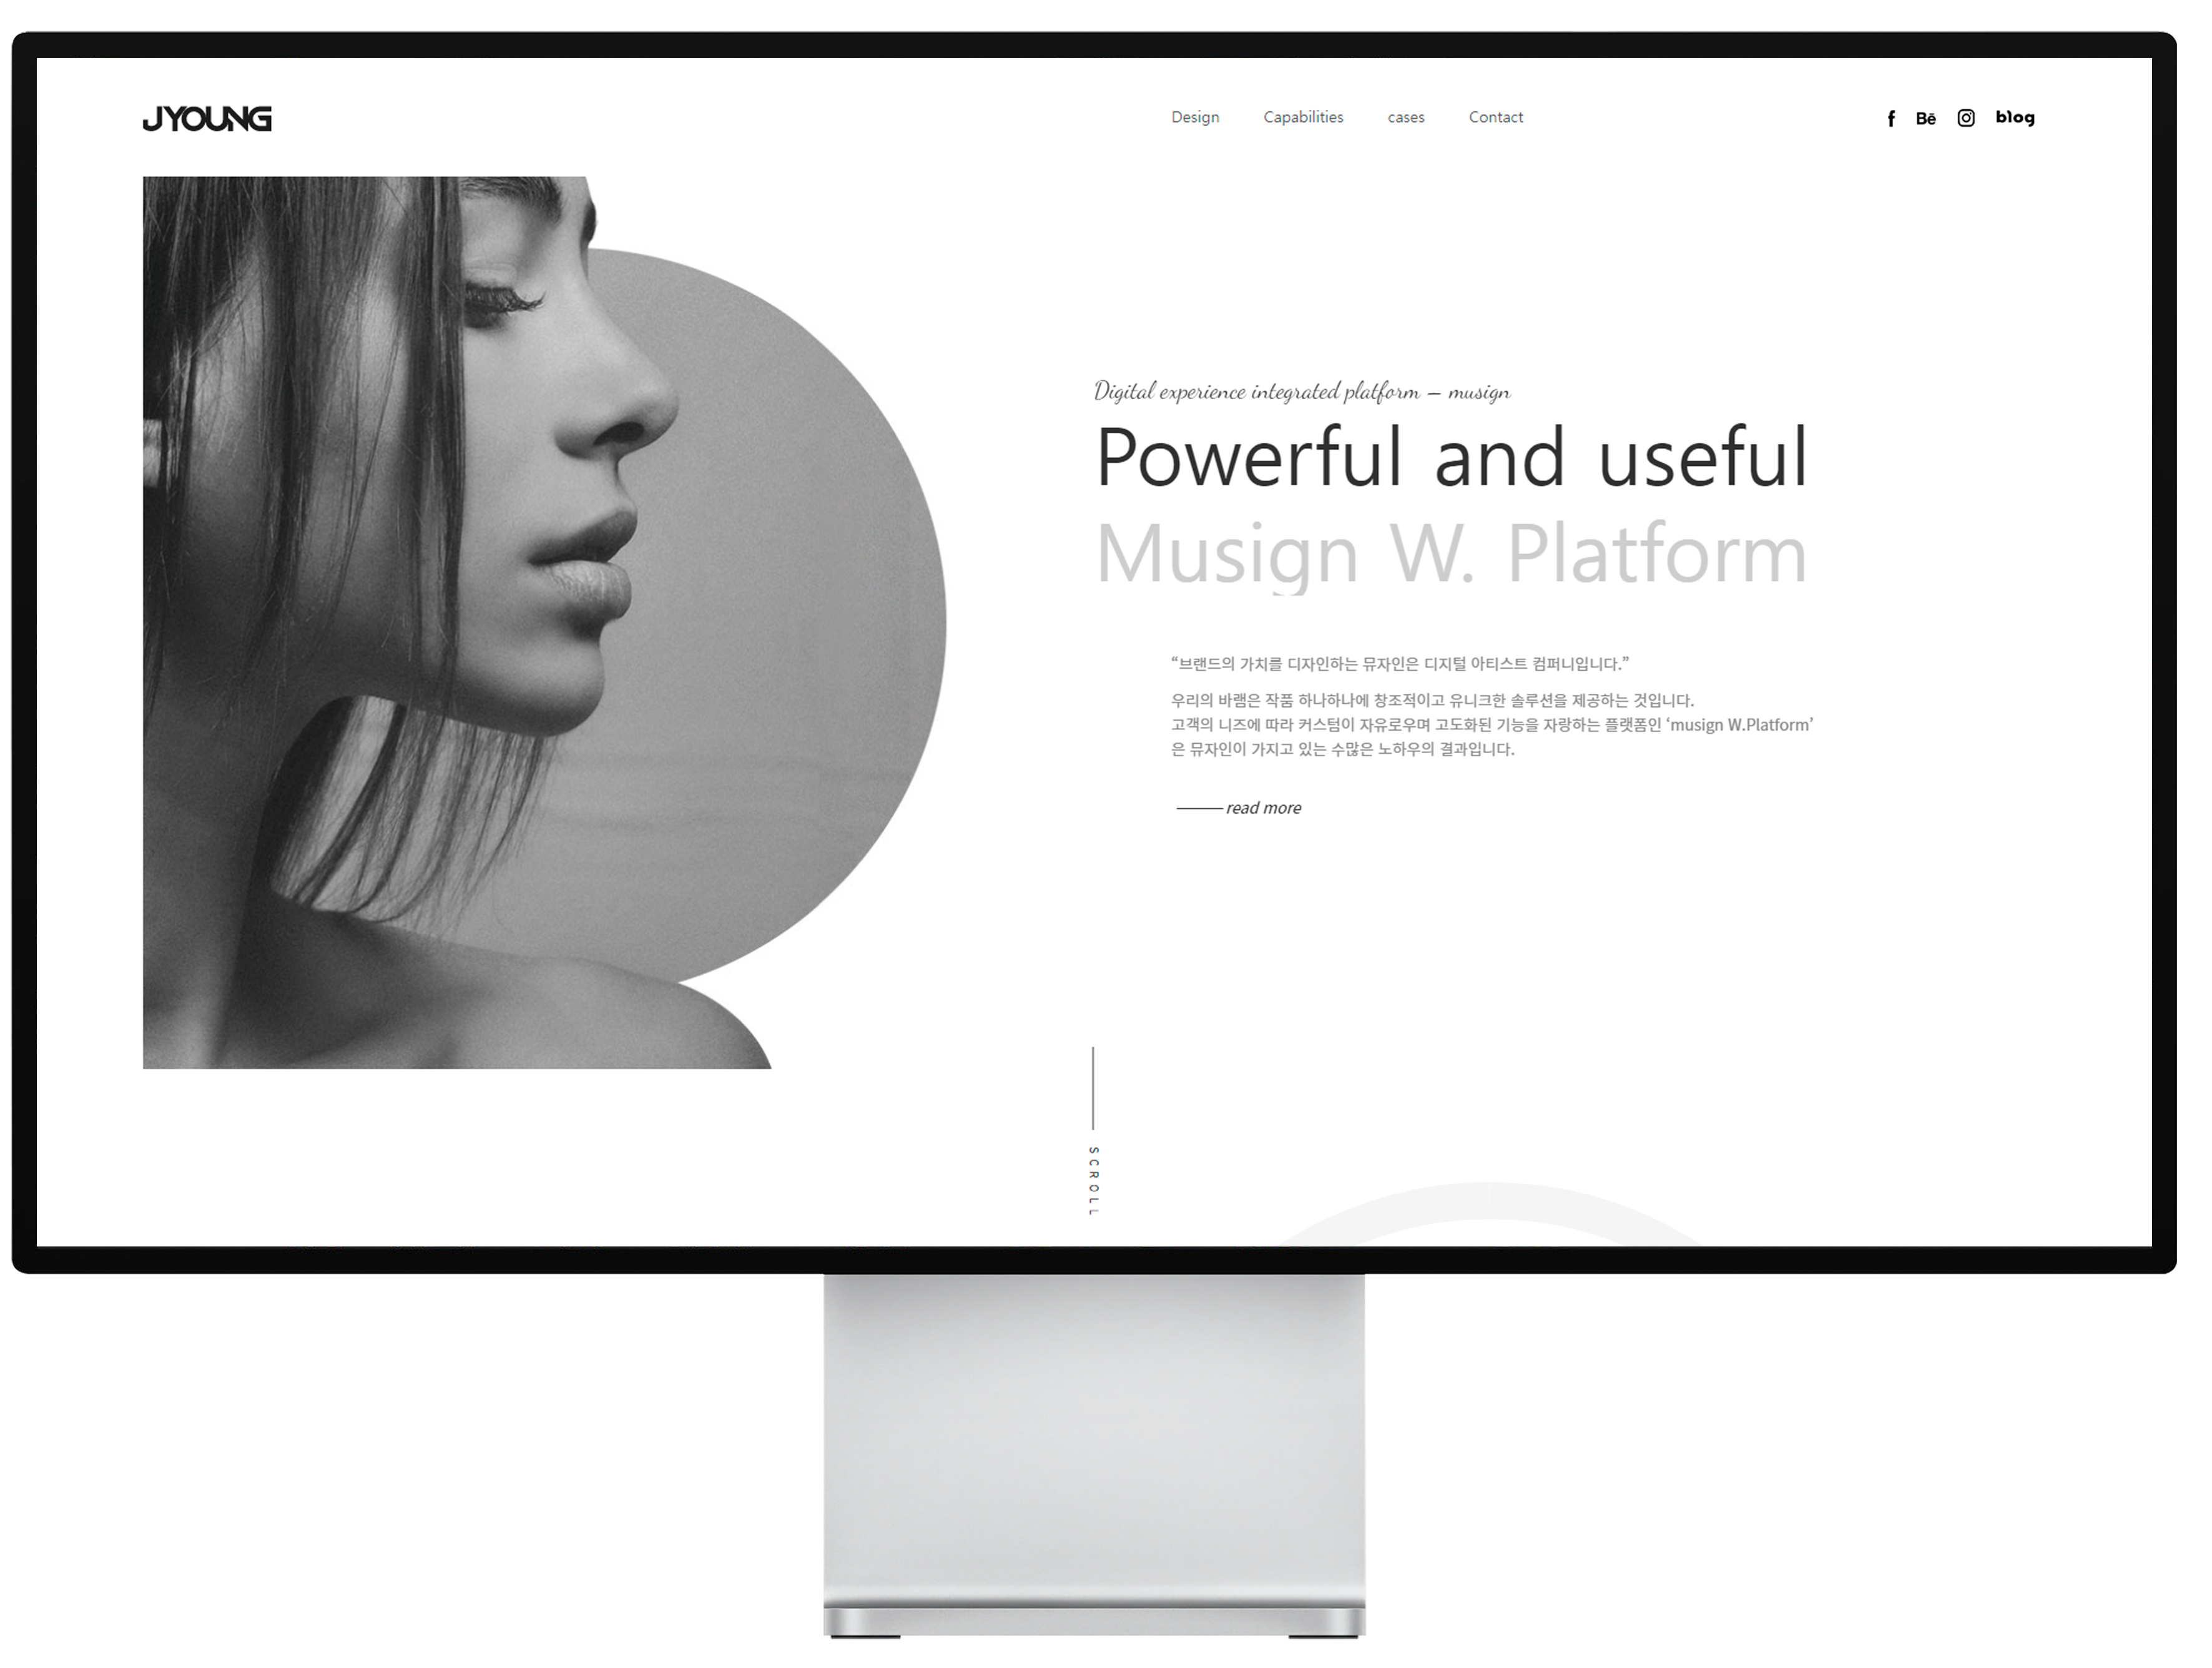 JYOUNG
Design Capabilities cases Contact
f Bē blog
Digital experience integrated platform – musign
Powerful and useful
Musign W. Platform
“브랜드의 가치를 디자인하는 뮤자인은 디지털 아티스트 컴퍼니입니다.”
우리의 바램은 작품 하나하나에 창조적이고 유니크한 솔루션을 제공하는 것입니다.
고객의 니즈에 따라 커스텀이 자유로우며 고도화된 기능을 자랑하는 플랫폼인 ‘musign W.Platform’
은 뮤자인이 가지고 있는 수많은 노하우의 결과입니다.
read more
SCROLL